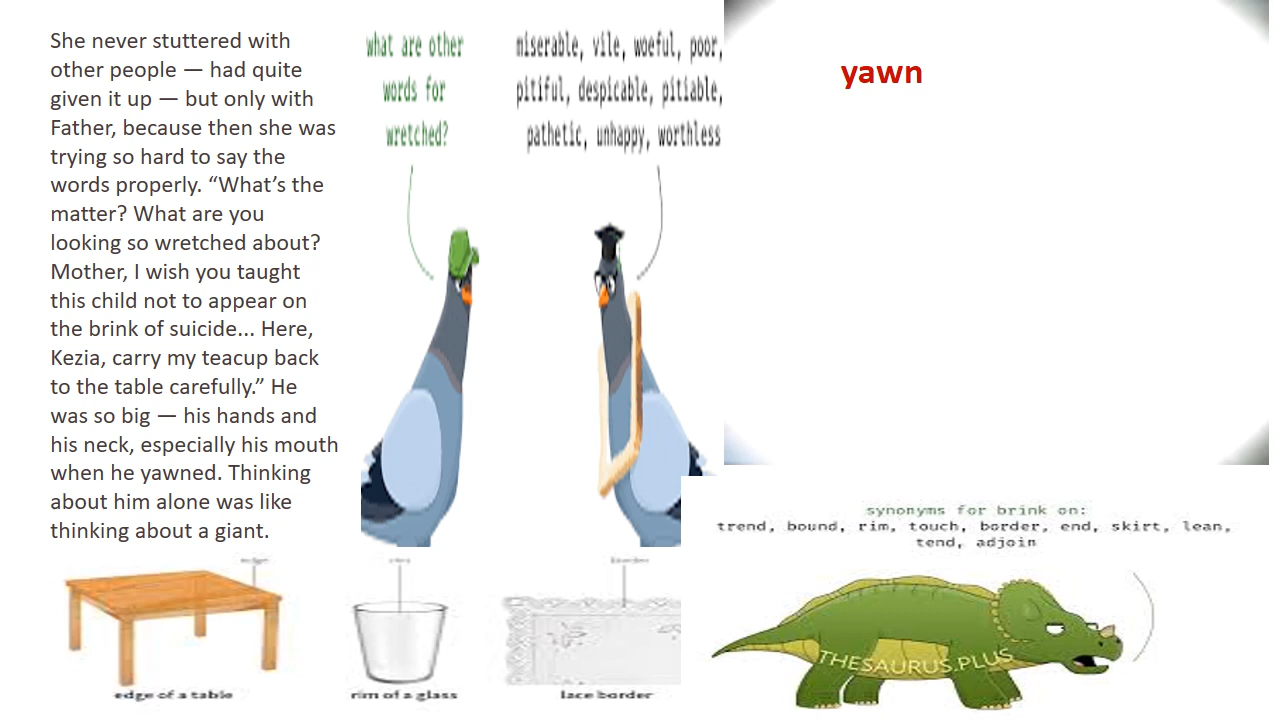 She never stuttered with
other people — had quite
given it up — but only with
Father, because then she was
trying so hard to say the
words properly. “What’s the
matter? What are you
looking so wretched about?
Mother, I wish you taught
this child not to appear on
the brink of suicide... Here,
Kezia, carry my teacup back
to the table carefully.” He
was so big — his hands and
his neck, especially his mouth
when he yawned. Thinking
about him alone was like
thinking about a giant.
what are other
words for
wretched?
miserable, vile, woeful, poor,
pitiful, despicable, pitiable,
pathetic, unhappy, worthless
yawn
synonyms for brink on:
trend, bound, rim, touch, border, end, skirt, lean,
tend, adjoin
THESAURUS.PLUS
edge of a table
rim of a glass
lace border